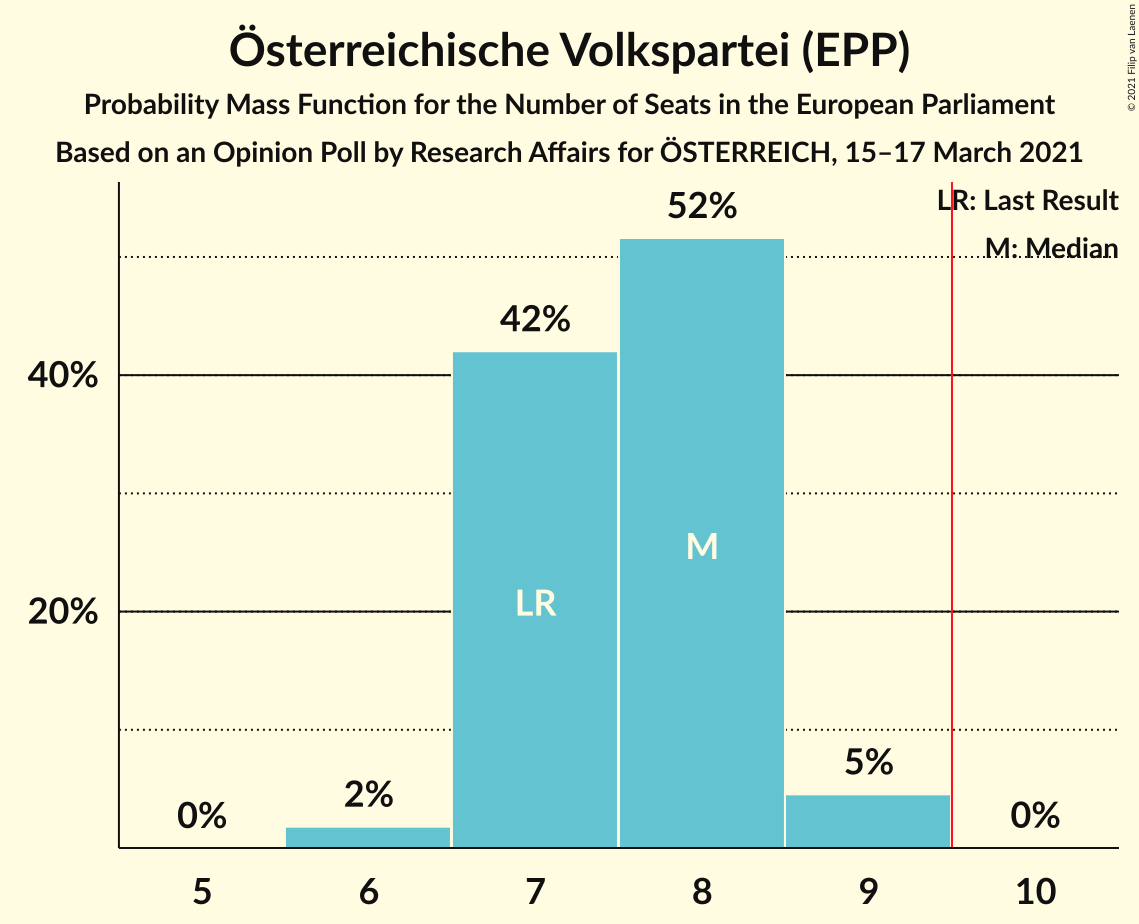 Österreichische Volkspartei (EPP)
Probability Mass Function for the Number of Seats in the European Parliament
Based on an Opinion Poll by Research Affairs for ÖSTERREICH, 15–17 March 2021
© 2021 Filip van Laenen
LR: Last Result
M: Median
52%
42%
40%
M
LR
20%
5%
2%
0%
0%
5 6 7 8 9 10